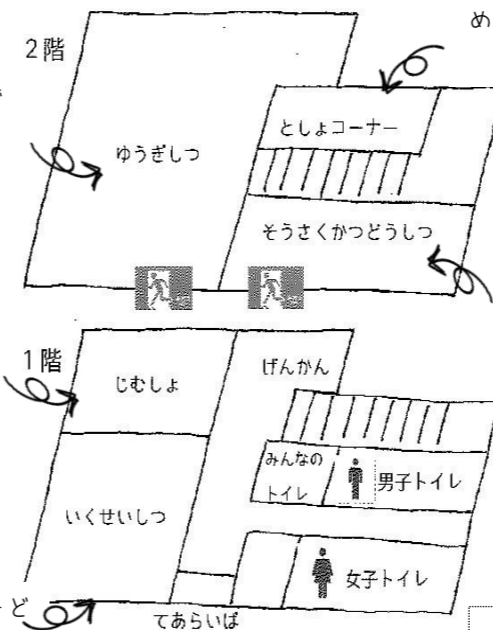 め
2階
としょコーナー
ゆうぎしつ
そうさくかつどうしつ
1階
げんかん
じむしょ
みんなの
トイレ
男子トイレ
いくせいしつ
女子トイレ
ど
てあらいば